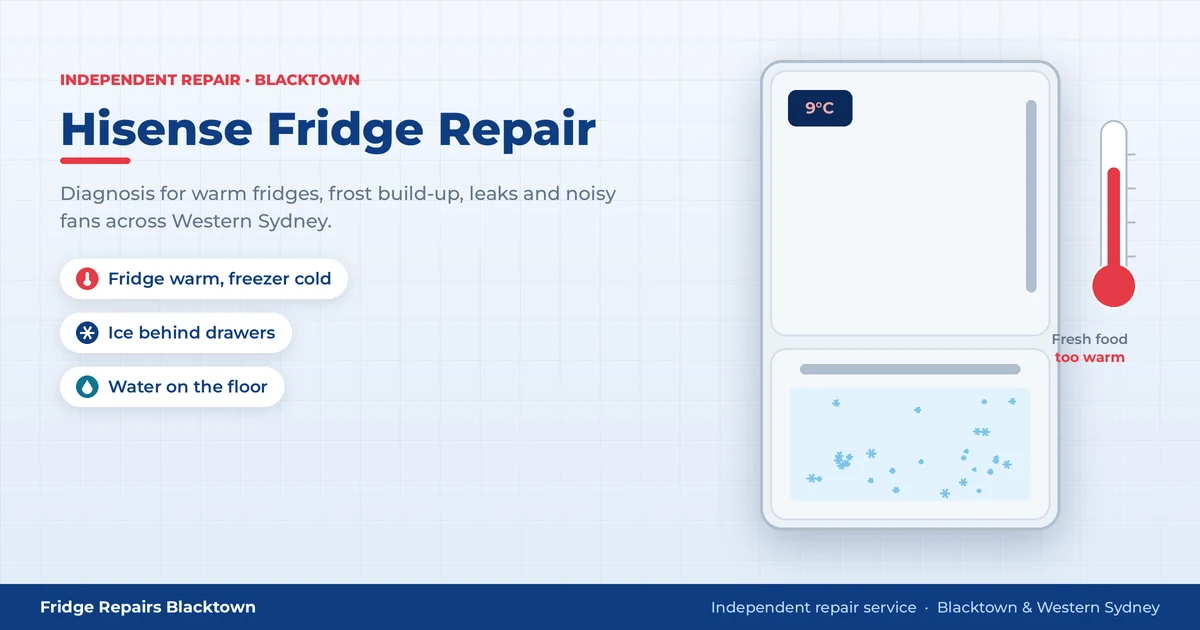 INDEPENDENT REPAIR · BLACKTOWN
Hisense Fridge Repair
Diagnosis for warm fridges, frost build-up, leaks and noisy
fans across Western Sydney.
Fridge warm, freezer cold
Ice behind drawers
Water on the floor
9°C
Fresh food
too warm
Fridge Repairs Blacktown
Independent repair service · Blacktown & Western Sydney